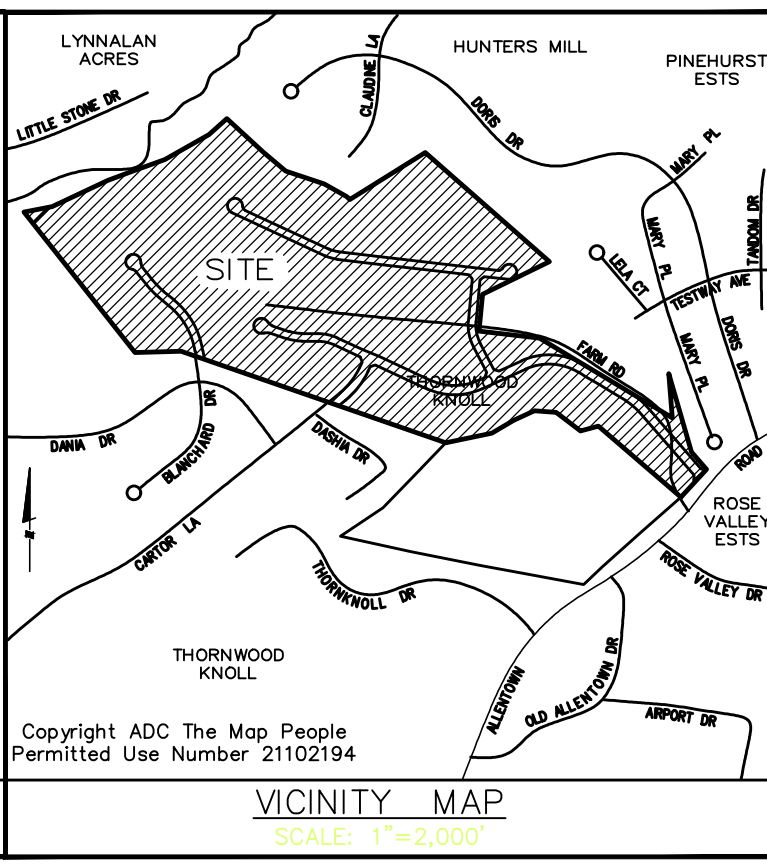 LYNNALAN
ACRES
HUNTERS MILL
PINEHURST
ESTS
CLAUDINE LA
LITTLE STONE DR
DORIS DR
MARY PL
TANDOM DR
MARY PL
LELA CT
SITE
TESTWAY AVE
DORIS DR
MARY PL
FARM RD
THORNWOOD
KNOLL
DANIA DR
BLANCHARD DR
DASHIA DR
ROAD
ROSE
VALLEY
ESTS
CARTOR LA
THORNKNOLL DR
ROSE VALLEY DR
THORNWOOD
KNOLL
ALLENTOWN
OLD ALLENTOWN DR
ARPORT DR
Copyright ADC The Map People
Permitted Use Number 21102194
VICINITY MAP
SCALE: 1"=2,000'